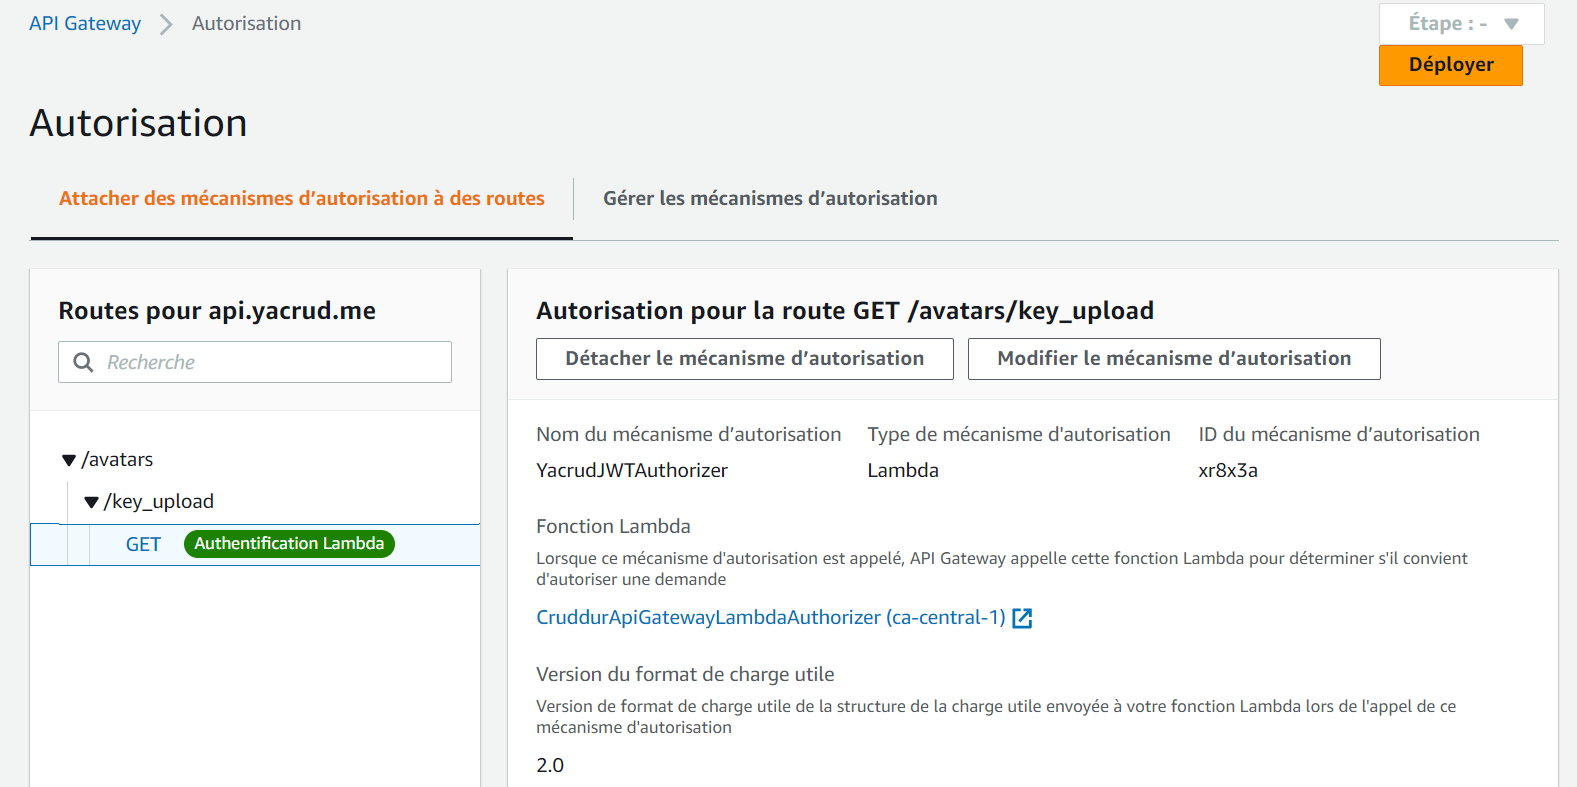 API Gateway > Autorisation
Étape : - ▼
Déployer
Autorisation
Attacher des mécanismes d'autorisation à des routes
Gérer les mécanismes d’autorisation
Routes pour api.yacrud.me
Recherche
/avatars
/key_upload
GET Authentification Lambda
Autorisation pour la route GET /avatars/key_upload
Détacher le mécanisme d’autorisation
Modifier le mécanisme d’autorisation
Nom du mécanisme d’autorisation
YacrudJWTAuthorizer
Type de mécanisme d'autorisation
Lambda
ID du mécanisme d’autorisation
xr8x3a
Fonction Lambda
Lorsque ce mécanisme d'autorisation est appelé, API Gateway appelle cette fonction Lambda pour déterminer s'il convient
d'autoriser une demande
CruddurApiGatewayLambdaAuthorizer (ca-central-1)
Version du format de charge utile
Version de format de charge utile de la structure de la charge utile envoyée à votre fonction Lambda lors de l'appel de ce
mécanisme d'autorisation
2.0